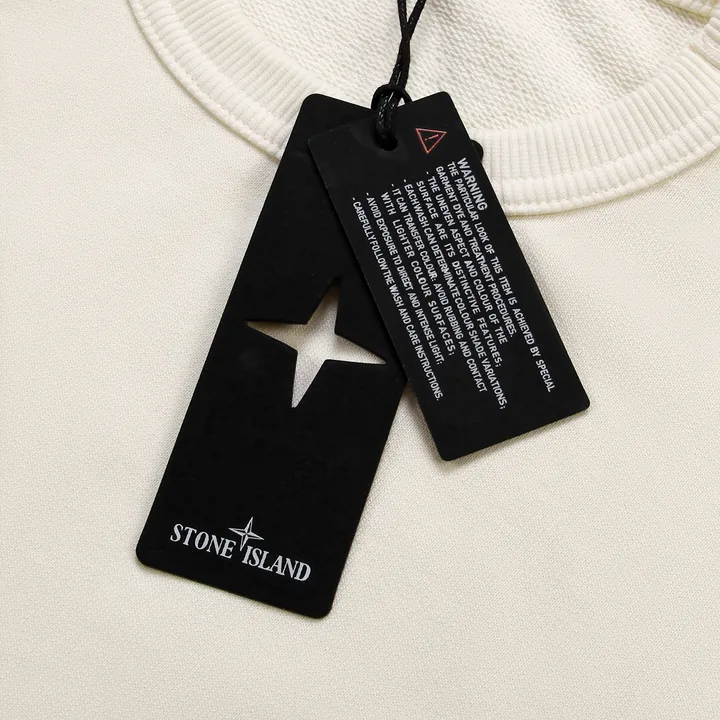 STONE ISLAND
WARNING
THE PARTICULAR LOOK OF THIS ITEM IS ACHIEVED BY SPECIAL
GARMENT DYE AND TREATMENT PROCEDURES.
- THE UNEVEN ASPECT AND COLOUR OF THE
SURFACE ARE ITS DISTINCTIVE FEATURES;
- EACH WASH CAN DETERMINATE COLOUR SHADE VARIATIONS;
- IT CAN TRANSFER COLOUR. AVOID RUBBING AND CONTACT
WITH LIGHTER COLOUR SURFACES;
- AVOID EXPOSURE TO DIRECT AND INTENSE LIGHT;
- CAREFULLY FOLLOW THE WASH AND CARE INSTRUCTIONS.